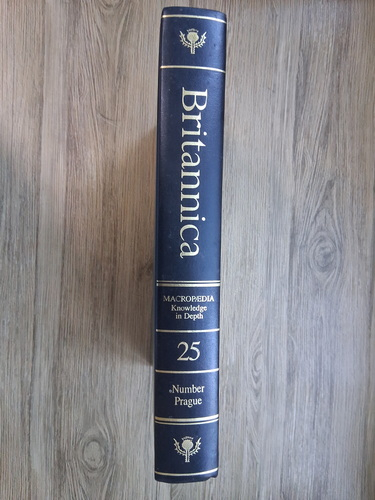 Britannica
MACROPÆDIA
Knowledge
in Depth
25
Number
Prague